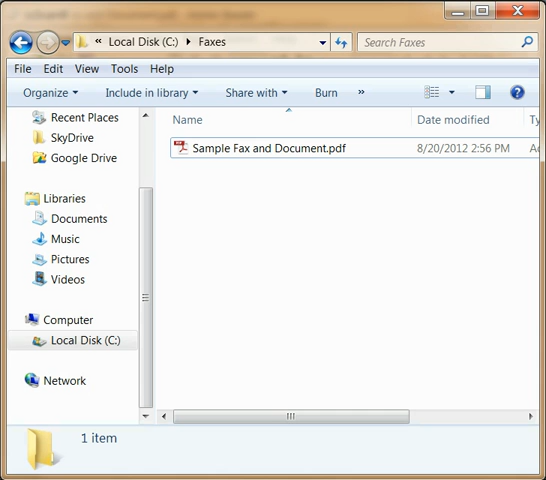 « Local Disk (C:) Faxes Search Faxes
File Edit View Tools Help
Organize Include in library Share with Burn »
Recent Places
SkyDrive
Google Drive
Libraries
Documents
Music
Pictures
Videos
Computer
Local Disk (C:)
Network
Name Date modified Ty
Sample Fax and Document.pdf 8/20/2012 2:56 PM Ad
1 item